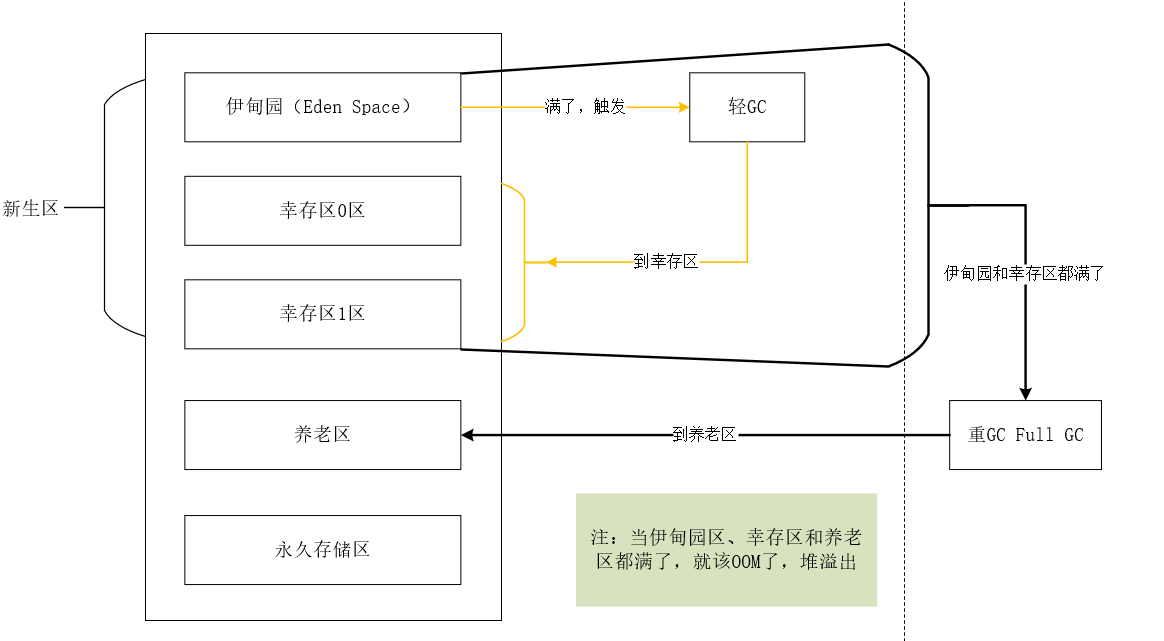 伊甸园（Eden Space）
满了，触发
轻GC
幸存区0区
新生区
到幸存区
伊甸园和幸存区都满了
幸存区1区
养老区
到养老区
重GC Full GC
注：当伊甸园区、幸存区和养老
区都满了，就该OOM了，堆溢出
永久存储区